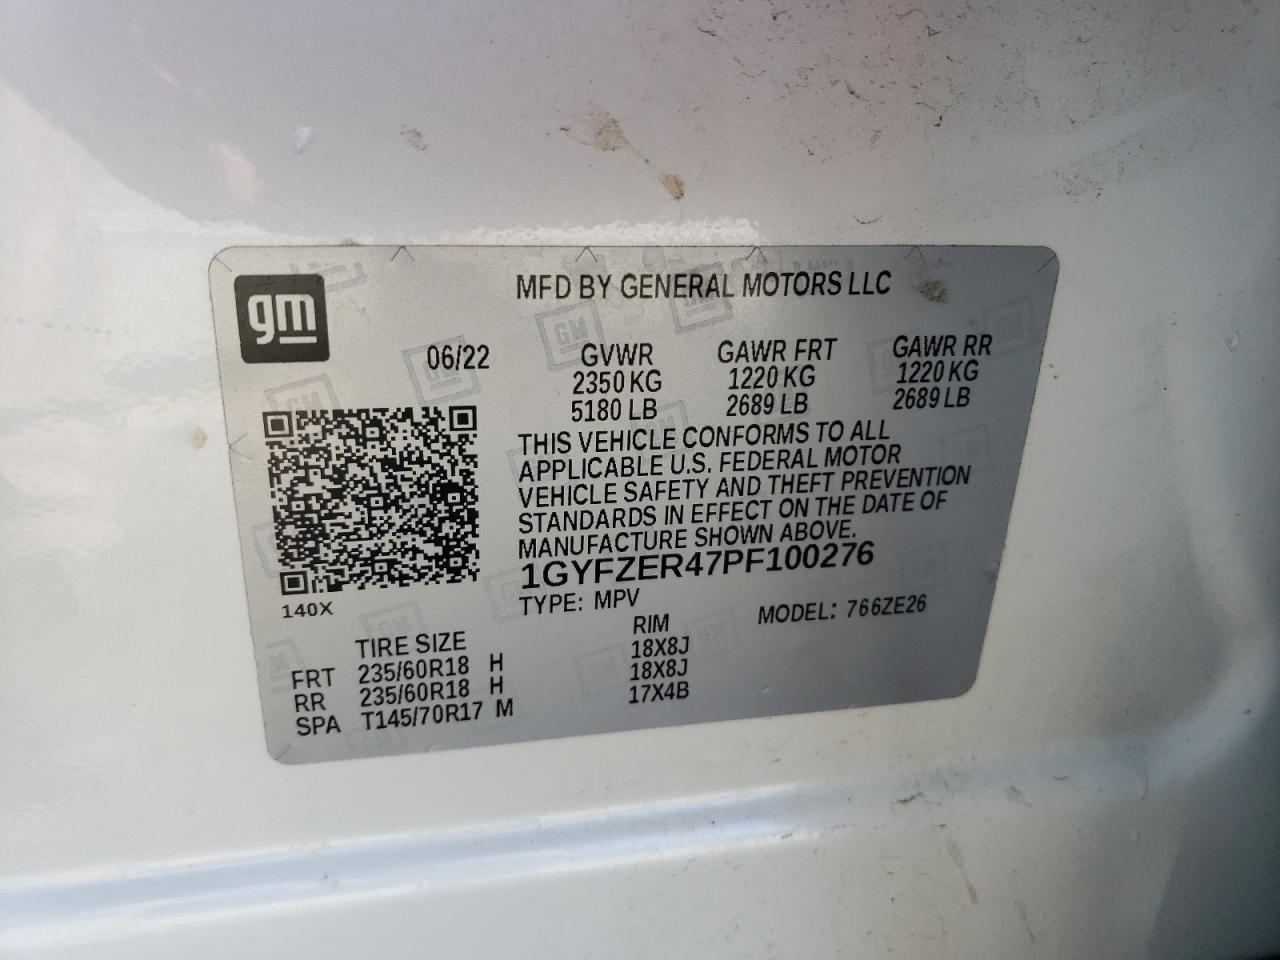 gm
MFD BY GENERAL MOTORS LLC
06/22
GVWR GAWR FRT GAWR RR
2350 KG 1220 KG 1220 KG
5180 LB 2689 LB 2689 LB
THIS VEHICLE CONFORMS TO ALL
APPLICABLE U.S. FEDERAL MOTOR
VEHICLE SAFETY AND THEFT PREVENTION
STANDARDS IN EFFECT ON THE DATE OF
MANUFACTURE SHOWN ABOVE.
1GYFZER47PF100276
140X
TYPE: MPV MODEL: 766ZE26
TIRE SIZE RIM
FRT 235/60R18 H 18X8J
RR 235/60R18 H 18X8J
SPA T145/70R17 M 17X4B